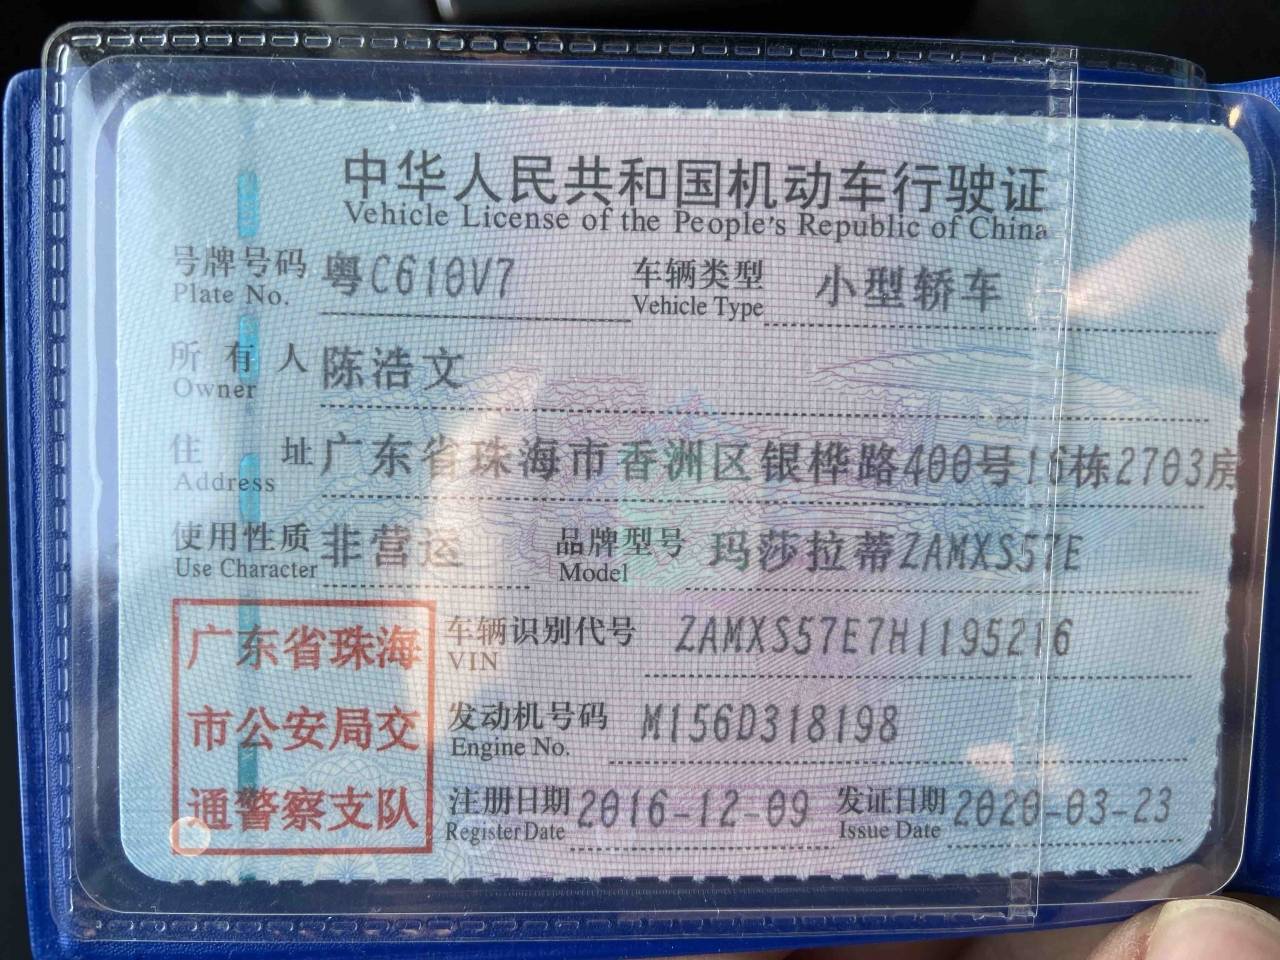 中华人民共和国机动车行驶证
Vehicle License of the People's Republic of China
号牌号码 粤C610V7 车辆类型 小型轿车
Plate No. Vehicle Type
所有人 陈浩文
Owner
住址 广东省珠海市香洲区银桦路400号16栋2703房
Address
使用性质 非营运 品牌型号 玛莎拉蒂ZAMXS57E
Use Character Model
广东省珠海
市公安局交
通警察支队
车辆识别代号 ZAMXS57E7H1195216
VIN
发动机号码 M156D318198
Engine No.
注册日期 2016-12-09 发证日期 2020-03-23
Register Date Issue Date